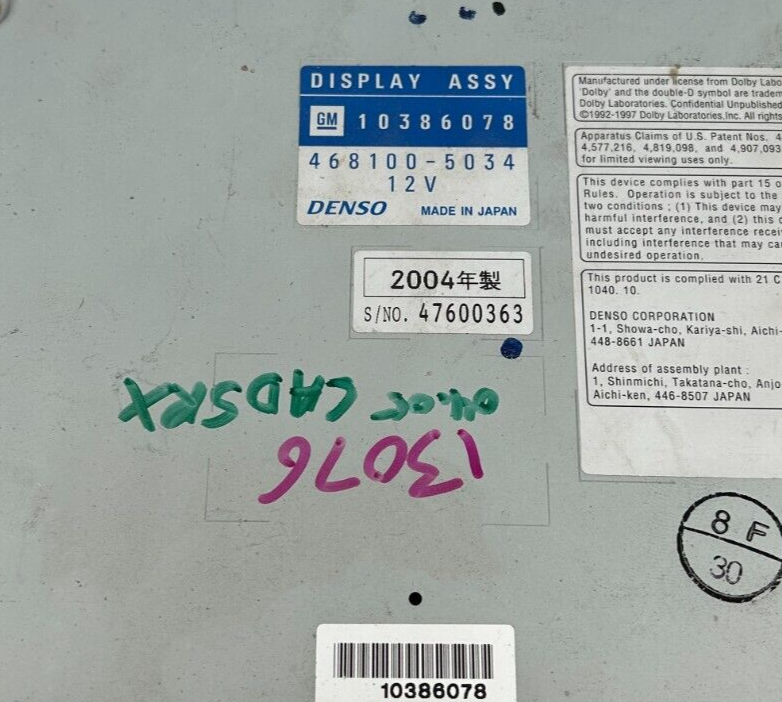 DISPLAY ASSY
GM 10386078
468100-5034
12V
DENSO MADE IN JAPAN
2004年製
S/NO. 47600363
04-05 CAD SRX
13076
10386078
Manufactured under license from Dolby Labo
'Dolby' and the double-D symbol are tradem
Dolby Laboratories. Confidential Unpublished
©1992-1997 Dolby Laboratories,Inc. All rights
Apparatus Claims of U.S. Patent Nos. 4
4,577,216, 4,819,098, and 4,907,093
for limited viewing uses only.
This device complies with part 15 o
Rules. Operation is subject to the
two conditions : (1) This device may
harmful interference, and (2) this d
must accept any interference recei
including interference that may ca
undesired operation.
This product is complied with 21 C
1040. 10.
DENSO CORPORATION
1-1, Showa-cho, Kariya-shi, Aichi-
448-8661 JAPAN
Address of assembly plant :
1, Shinmichi, Takatana-cho, Anjo
Aichi-ken, 446-8507 JAPAN
8 F
30